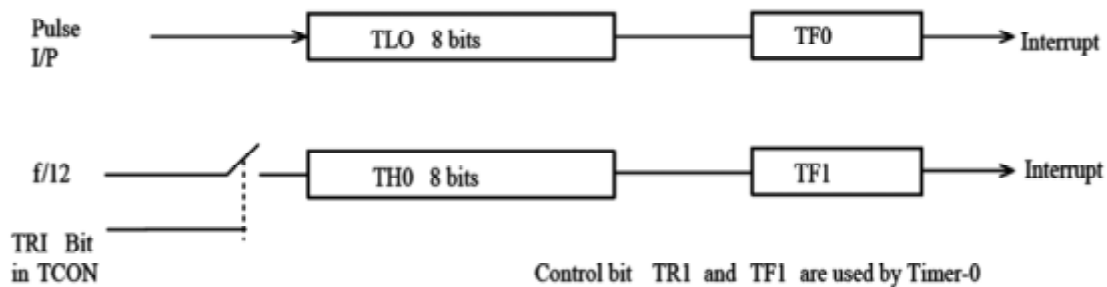 Pulse
I/P
TLO 8 bits
TF0
Interrupt
f/12
TH0 8 bits
TF1
Interrupt
TRI Bit
in TCON
Control bit TR1 and TF1 are used by Timer-0